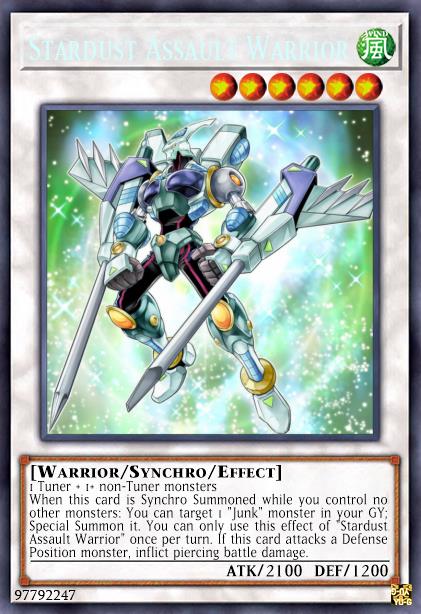 Stardust Assault Warrior
WIND
風
[Warrior/Synchro/Effect]
1 Tuner + 1+ non-Tuner monsters
When this card is Synchro Summoned while you control no
other monsters: You can target 1 "Junk" monster in your GY;
Special Summon it. You can only use this effect of "Stardust
Assault Warrior" once per turn. If this card attacks a Defense
Position monster, inflict piercing battle damage.
ATK/2100 DEF/1200
97792247